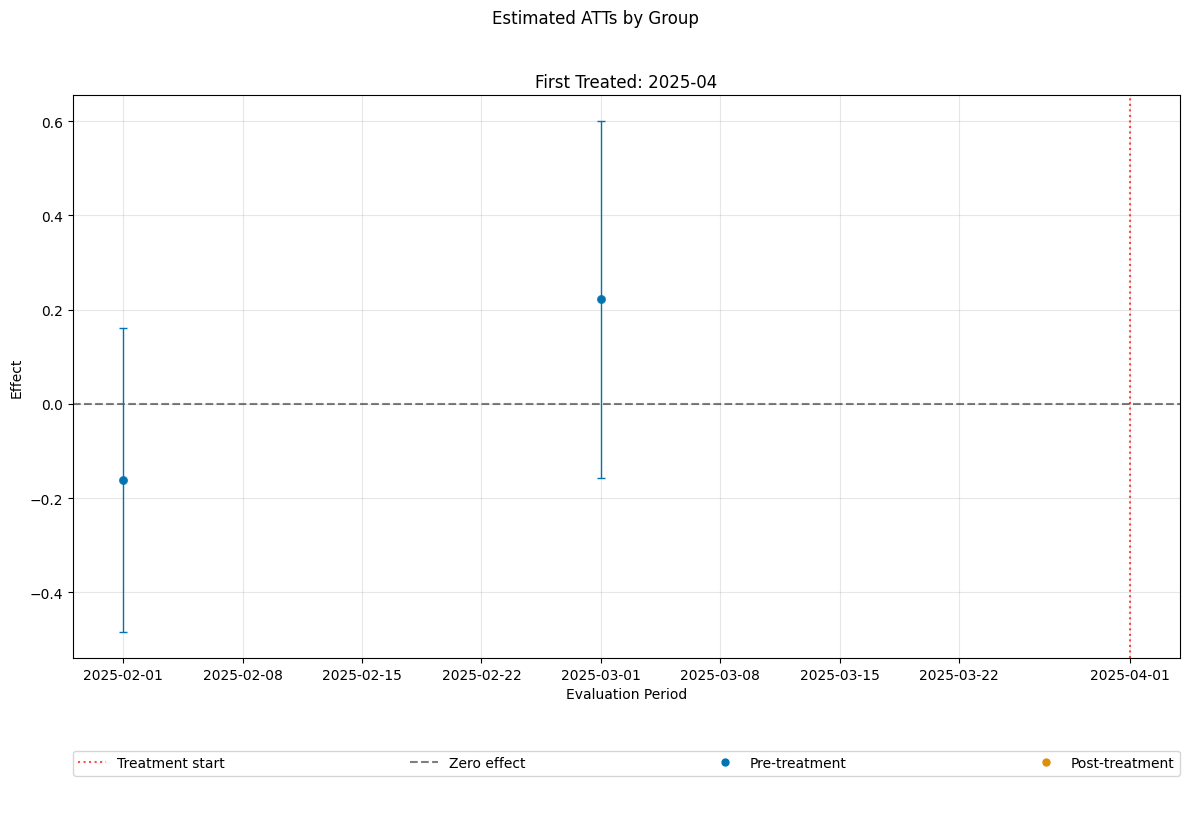 Estimated ATTs by Group
First Treated: 2025-04
0.6
0.4
0.2
0.0
−0.2
−0.4
Effect
2025-02-01 2025-02-08 2025-02-15 2025-02-22 2025-03-01 2025-03-08 2025-03-15 2025-03-22 2025-04-01
Evaluation Period
Treatment start Zero effect Pre-treatment Post-treatment